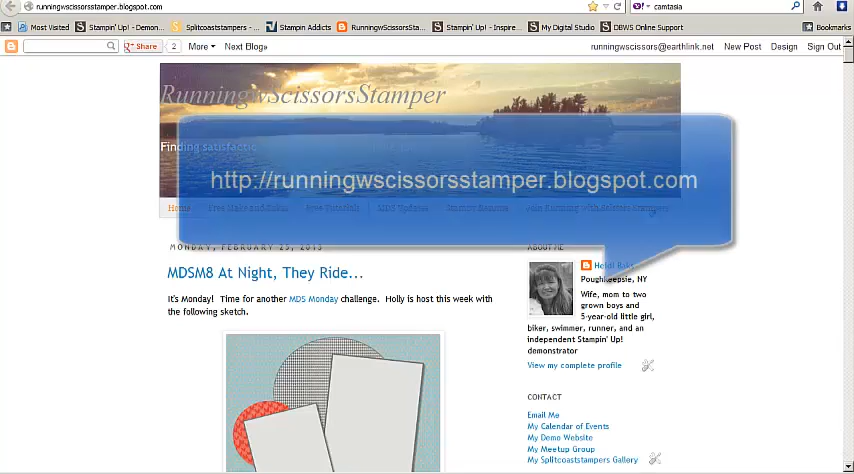 runningwscissorsstamper.blogspot.com
camtasia
Most Visited
Stampin' Up! - Demon...
Splitcoaststampers - ...
Stampin Addicts
RunningwScissorsSta...
Stampin' Up! - Inspire...
My Digital Studio
DBWS Online Support
Bookmarks
Share
2
More
Next Blog»
runningwscissors@earthlink.net
New Post
Design
Sign Out
RunningwScissorsStamper
Finding satisfactio
http://runningwscissorsstamper.blogspot.com
Home
MDS Updates
MONDAY, FEBRUARY 25, 2013
MDSM8 At Night, They Ride...
It's Monday! Time for another MDS Monday challenge. Holly is host this week with
the following sketch.
ABOUT ME
Poughkeepsie, NY
Wife, mom to two
grown boys and
5-year-old little girl,
biker, swimmer, runner, and an
independent Stampin' Up!
demonstrator
View my complete profile
CONTACT
Email Me
My Calendar of Events
My Demo Website
My Meetup Group
My Splitcoaststampers Gallery